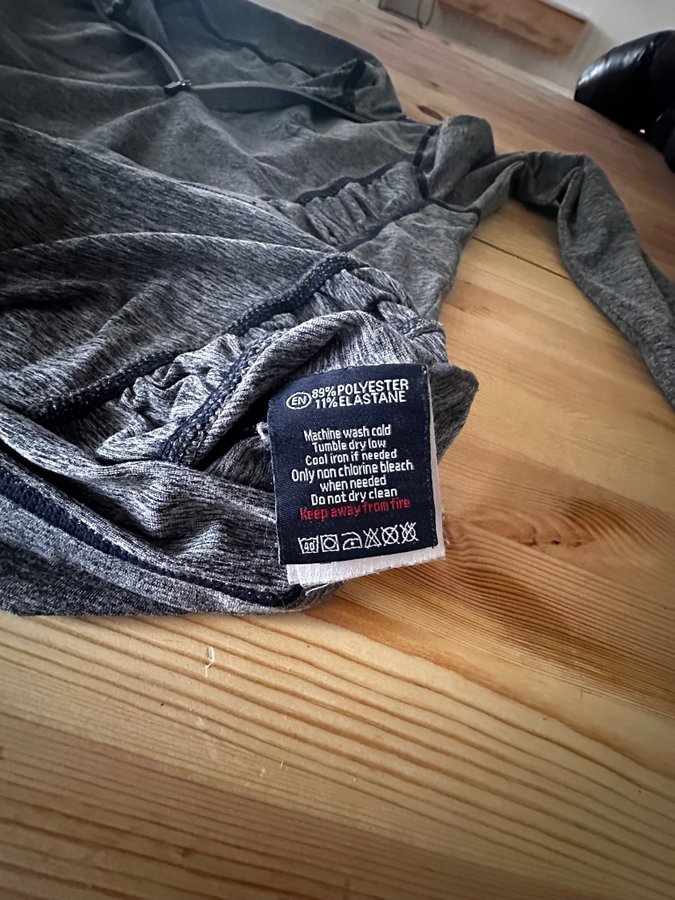 EN 89%POLYESTER
11%ELASTANE
Machine wash cold
Tumble dry low
Cool iron if needed
Only non chlorine bleach
when needed
Do not dry clean
Keep away from fire
40